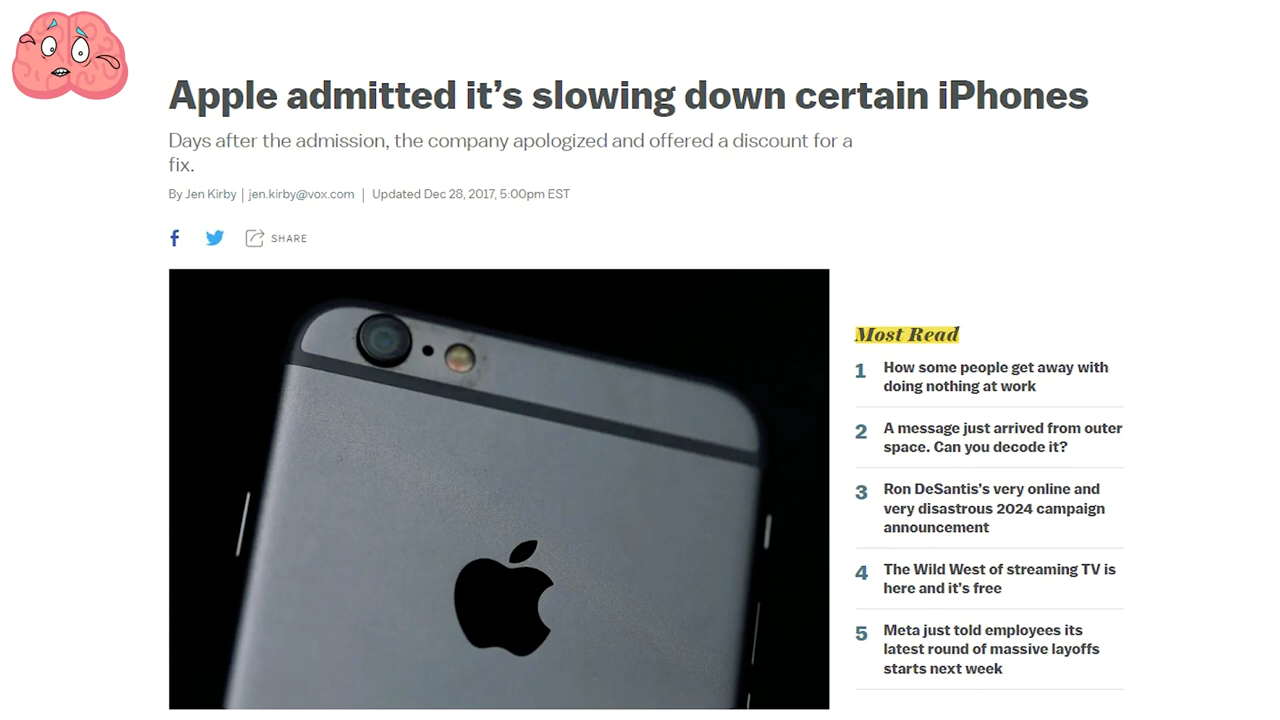 Apple admitted it's slowing down certain iPhones
Days after the admission, the company apologized and offered a discount for a
fix.
By Jen Kirby | jen.kirby@vox.com | Updated Dec 28, 2017, 5:00pm EST
SHARE
Most Read
1 How some people get away with
doing nothing at work
2 A message just arrived from outer
space. Can you decode it?
3 Ron DeSantis's very online and
very disastrous 2024 campaign
announcement
4 The Wild West of streaming TV is
here and it's free
5 Meta just told employees its
latest round of massive layoffs
starts next week